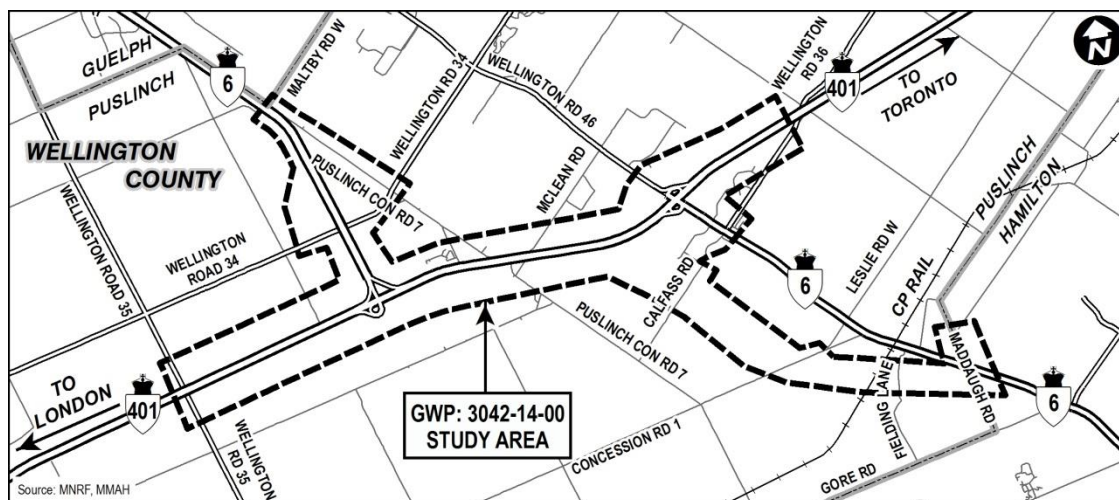 GUELPH
PUSLINCH
6
MALTBY RD W
WELLINGTON RD 34
WELLINGTON RD 46
WELLINGTON
RD 36
401
TO
TORONTO
N
WELLINGTON
COUNTY
PUSLINCH CON RD 7
MCLEAN RD
PUSLINCH
HAMILTON
WELLINGTON ROAD 35
WELLINGTON
ROAD 34
CALFASS RD
6
LESLIE RD W
CP RAIL
PUSLINCH CON RD 7
TO
LONDON
401
GWP: 3042-14-00
STUDY AREA
FIELDING LANE
MADDAUGH RD
6
WELLINGTON
RD 35
CONCESSION RD 1
GORE RD
Source: MNRF, MMAH